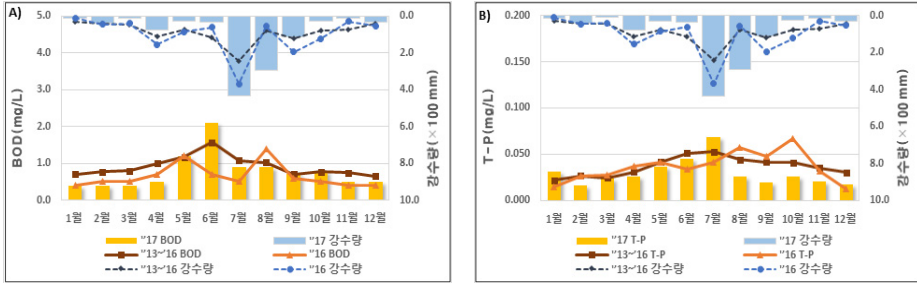 A)
5.0
4.0
3.0
2.0
1.0
0.0
BOD (mg/L)
0.0
2.0
4.0
6.0
8.0
10.0
강수량(×100 mm)
1월 2월 3월 4월 5월 6월 7월 8월 9월 10월 11월 12월
"17 BOD
"17 강수량
"13~'16 BOD
"16 BOD
"13~'16 강수량
"16 강수량
B)
0.200
0.150
0.100
0.050
0.000
T-P(mg/L)
0.0
2.0
4.0
6.0
8.0
10.0
강수량(×100 mm)
1월 2월 3월 4월 5월 6월 7월 8월 9월 10월 11월 12월
"17 T-P
"17 강수량
"13~'16 T-P
"16 T-P
"13~'16 강수량
"16 강수량